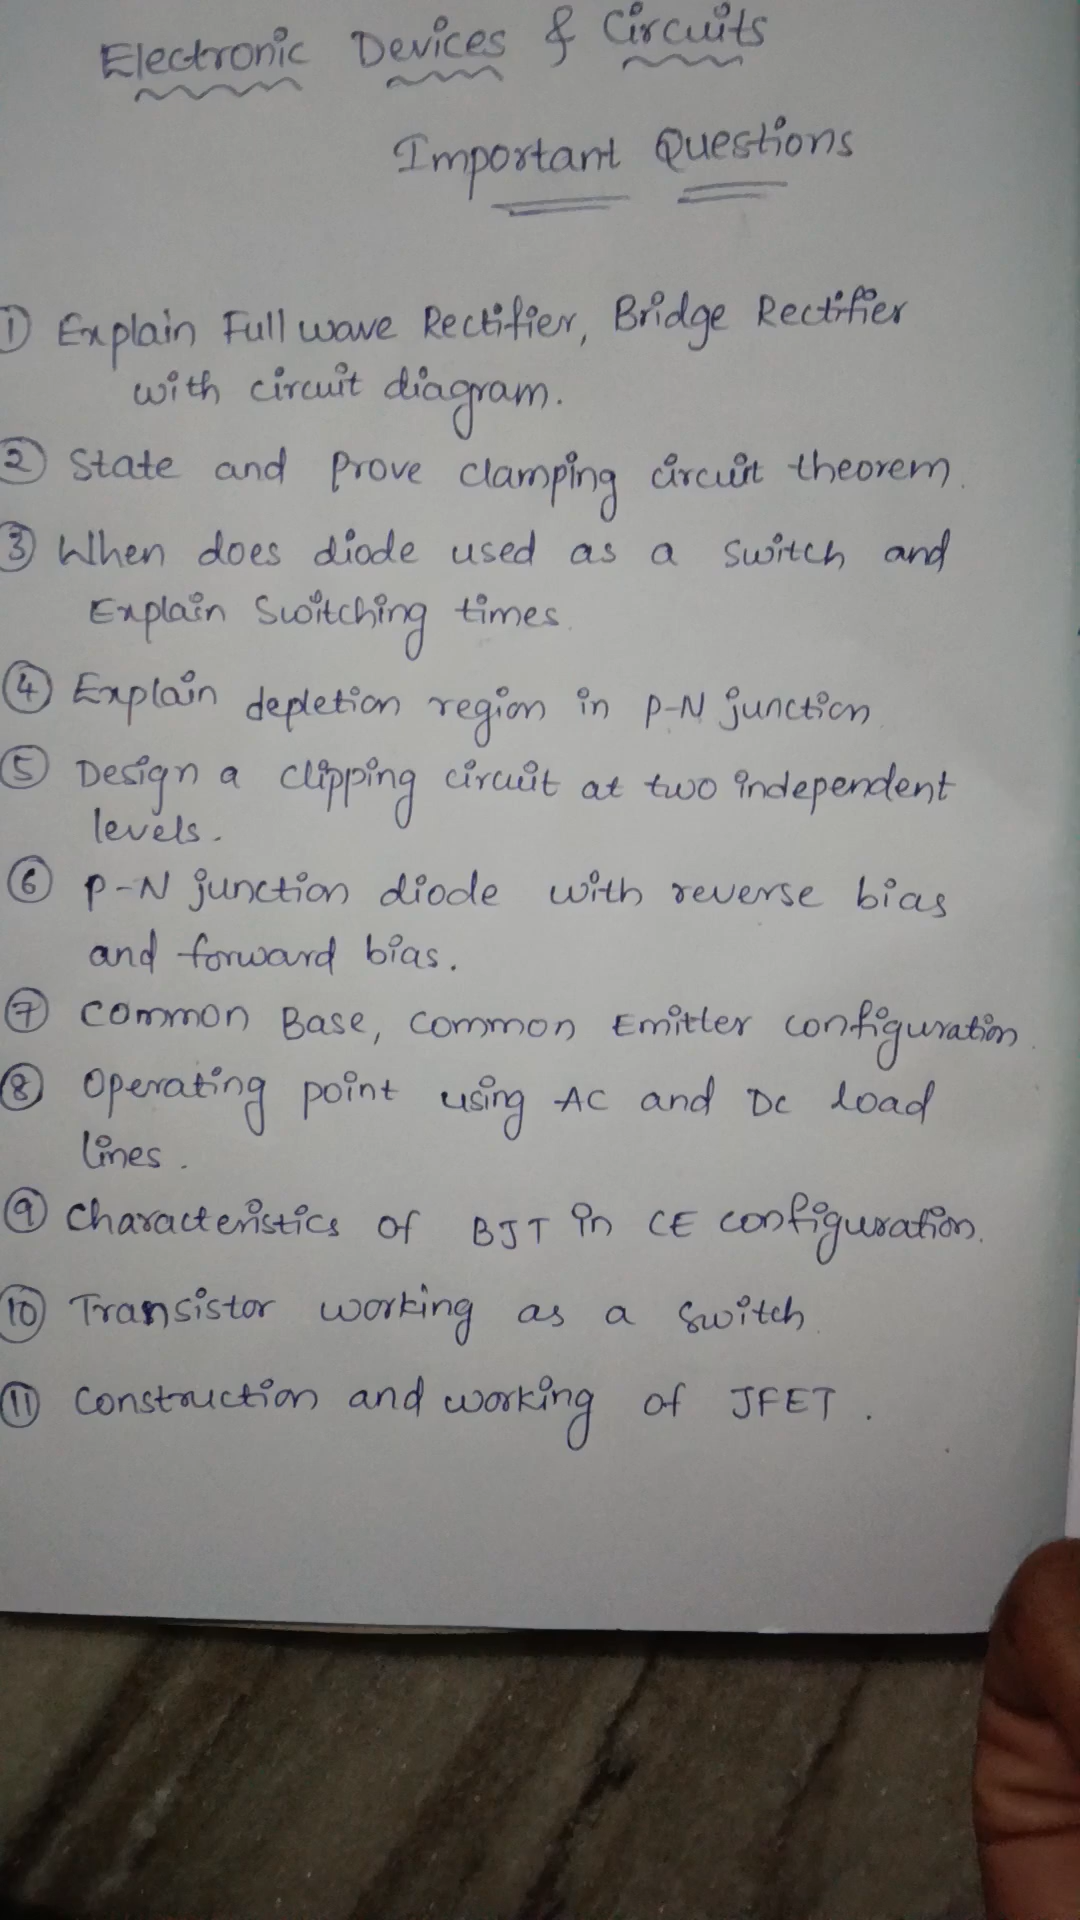 Electronic Devices & Circuits
Important Questions
① Explain Full wave Rectifier, Bridge Rectifier
with circuit diagram.
② State and Prove clamping circuit theorem.
③ When does diode used as a switch and
Explain Switching times.
④ Explain depletion region in P-N junction
⑤ Design a clipping circuit at two independent
levels.
⑥ P-N junction diode with reverse bias
and forward bias.
⑦ Common Base, Common Emitter configuration.
⑧ Operating point using AC and DC load
lines.
⑨ Characteristics of BJT in CE configuration.
⑩ Transistor working as a switch
⑪ Construction and working of JFET.